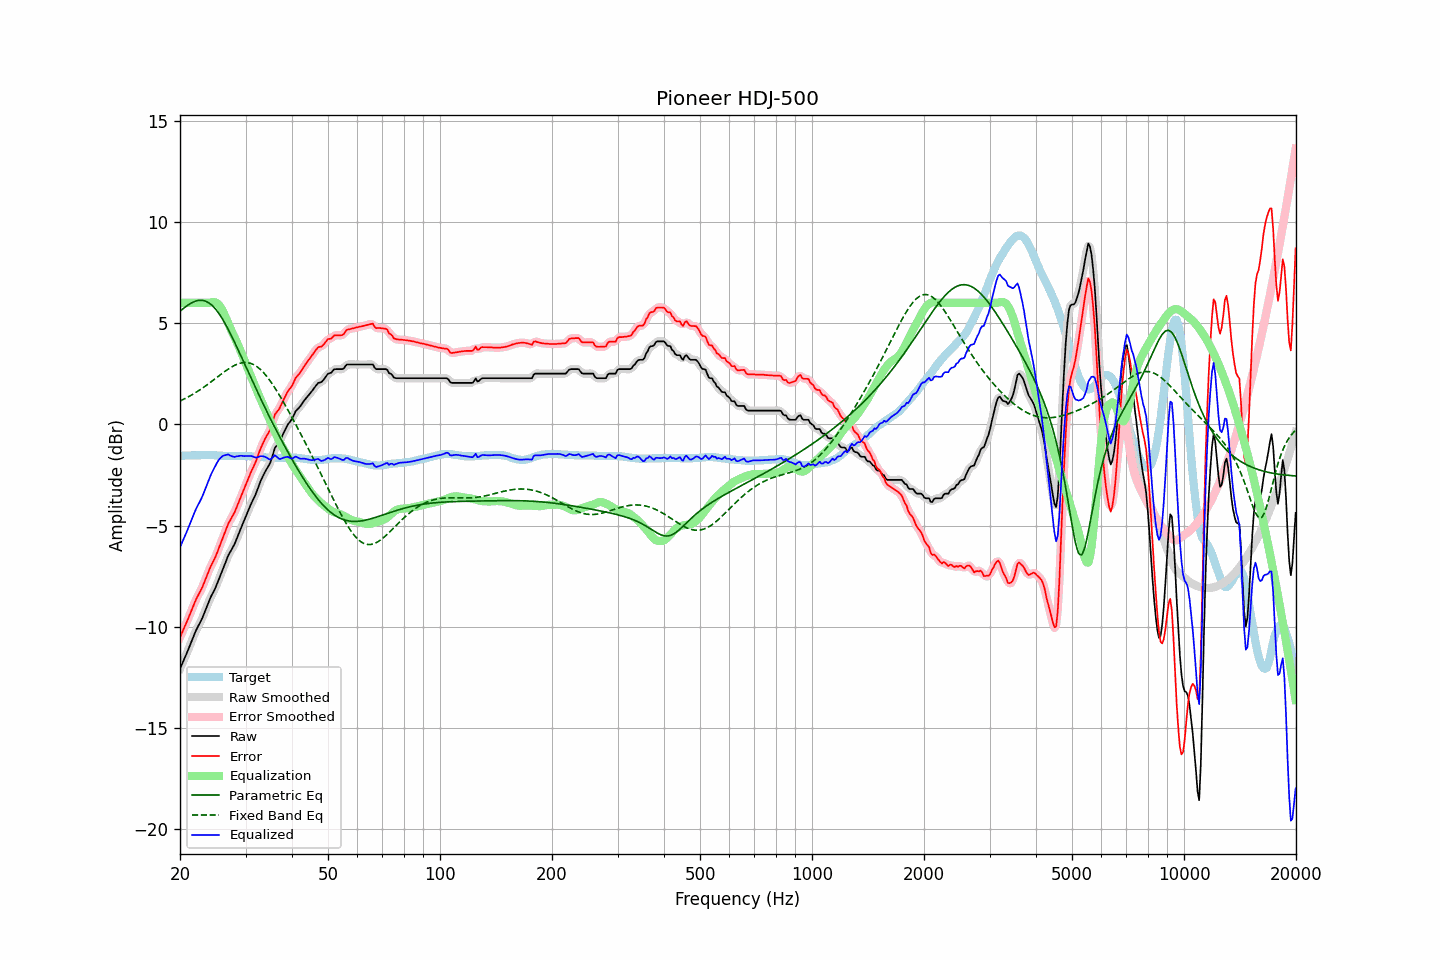 Pioneer HDJ-500
Amplitude (dBr)
15
10
5
0
−5
−10
−15
−20
Target
Raw Smoothed
Error Smoothed
Raw
Error
Equalization
Parametric Eq
Fixed Band Eq
Equalized
20 50 100 200 500 1000 2000 5000 10000 20000
Frequency (Hz)